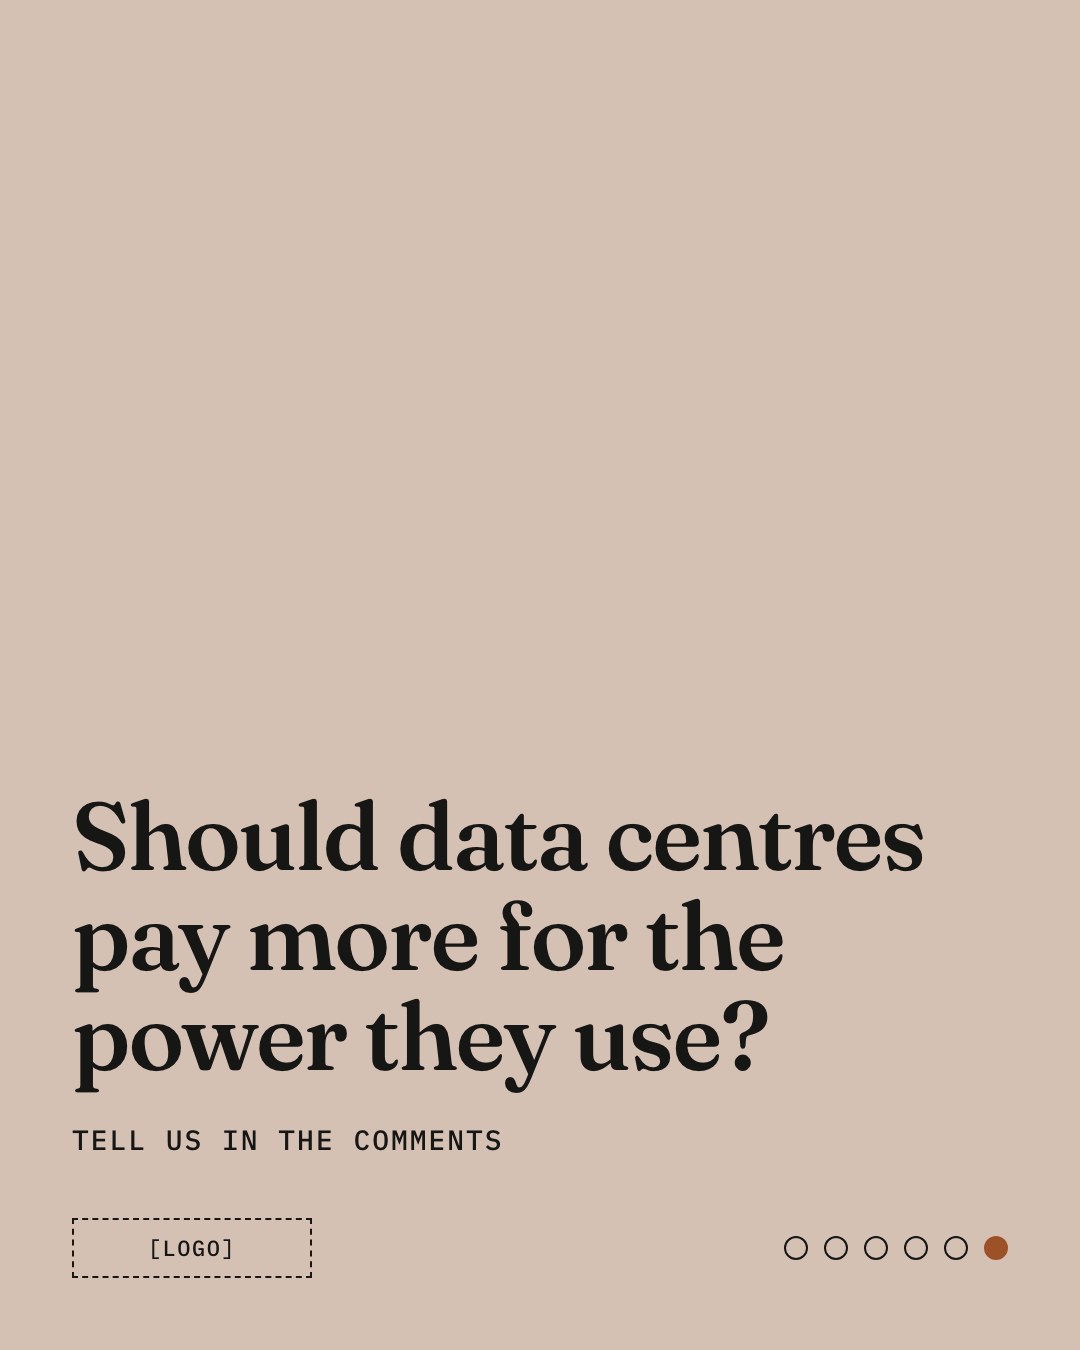 Should data centres
pay more for the
power they use?
TELL US IN THE COMMENTS
[LOGO]